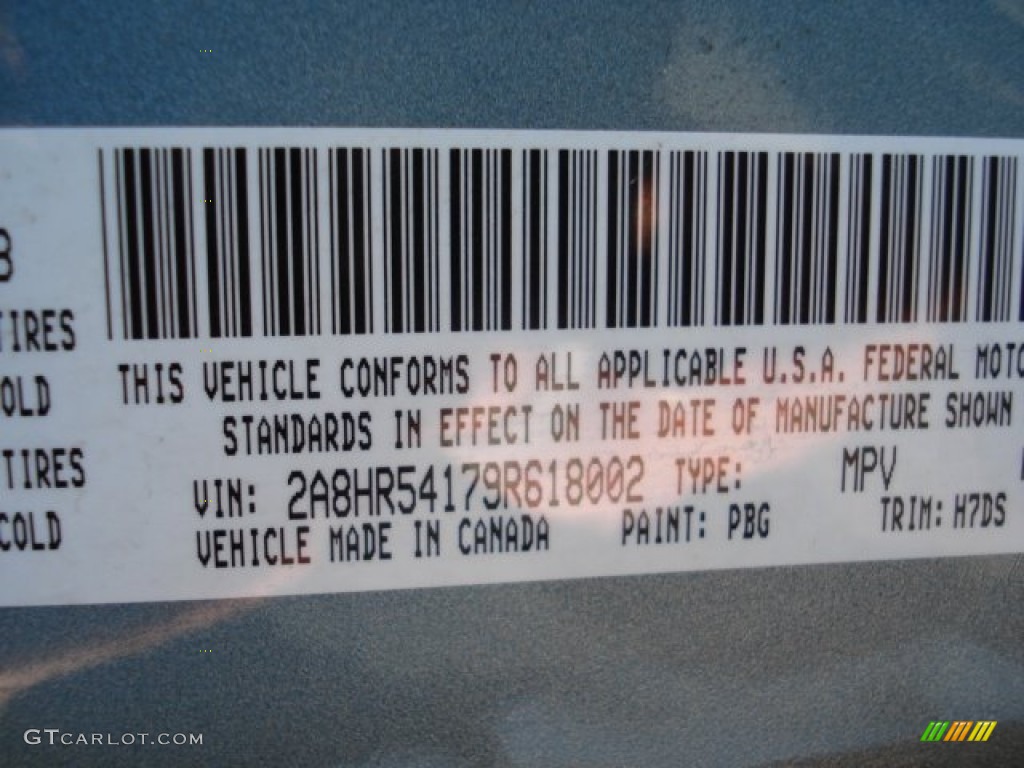 B
TIRES
OLD
TIRES
COLD
THIS VEHICLE CONFORMS TO ALL APPLICABLE U.S.A. FEDERAL MOTO
STANDARDS IN EFFECT ON THE DATE OF MANUFACTURE SHOWN
VIN: 2A8HR54179R618002 TYPE: MPV
VEHICLE MADE IN CANADA PAINT: PBG TRIM: H7DS
GTCARLOT.COM